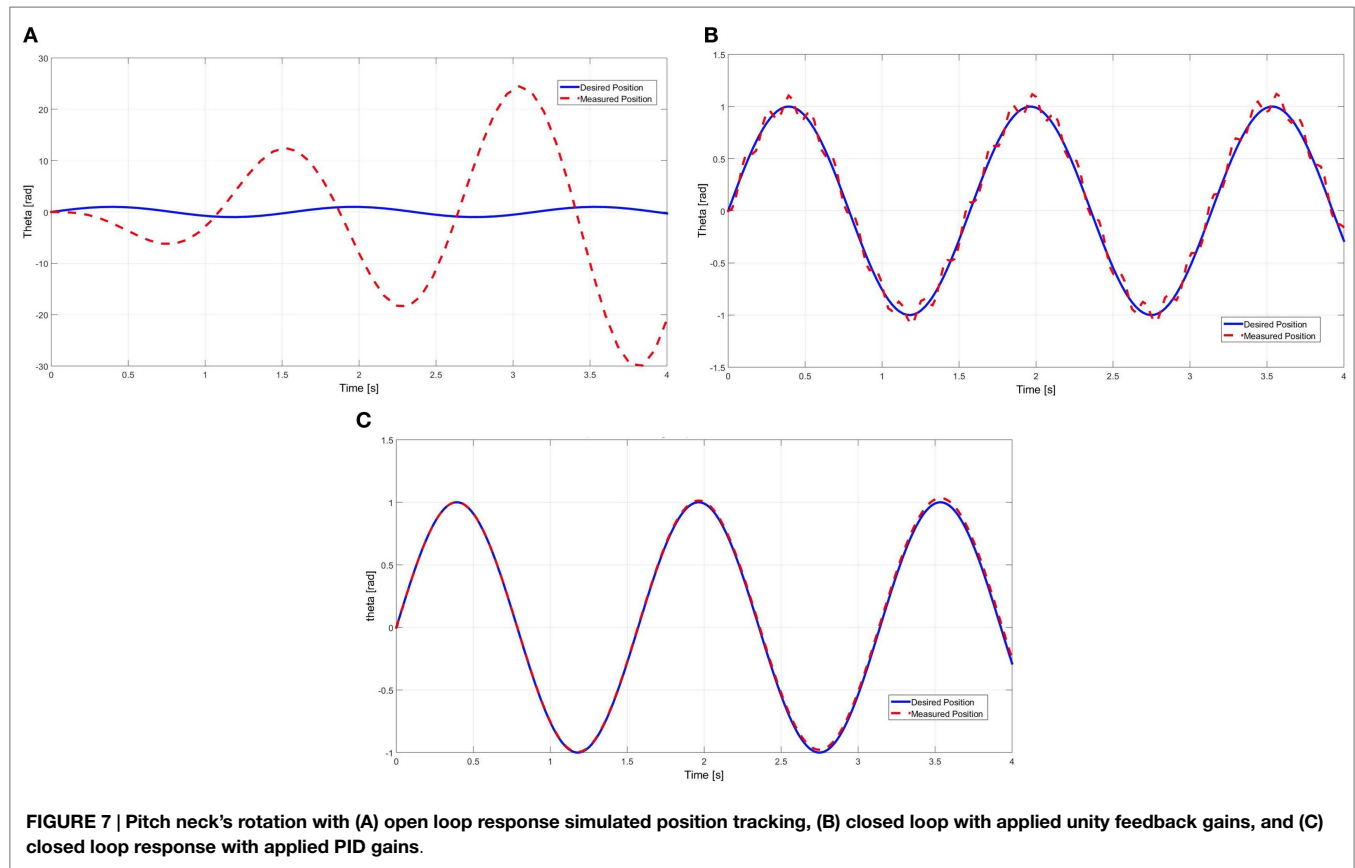 A
30
20
10
0
-10
-20
-30
Theta [rad]
0 0.5 1 1.5 2 2.5 3 3.5 4
Time [s]
Desired Position
Measured Position
B
1.5
1
0.5
0
-0.5
-1
-1.5
Theta [rad]
0 0.5 1 1.5 2 2.5 3 3.5 4
Time [s]
Desired Position
Measured Position
C
1.5
1
0.5
0
-0.5
-1
theta [rad]
0 0.5 1 1.5 2 2.5 3 3.5 4
Time [s]
Desired Position
Measured Position
FIGURE 7 | Pitch neck's rotation with (A) open loop response simulated position tracking, (B) closed loop with applied unity feedback gains, and (C)
closed loop response with applied PID gains.